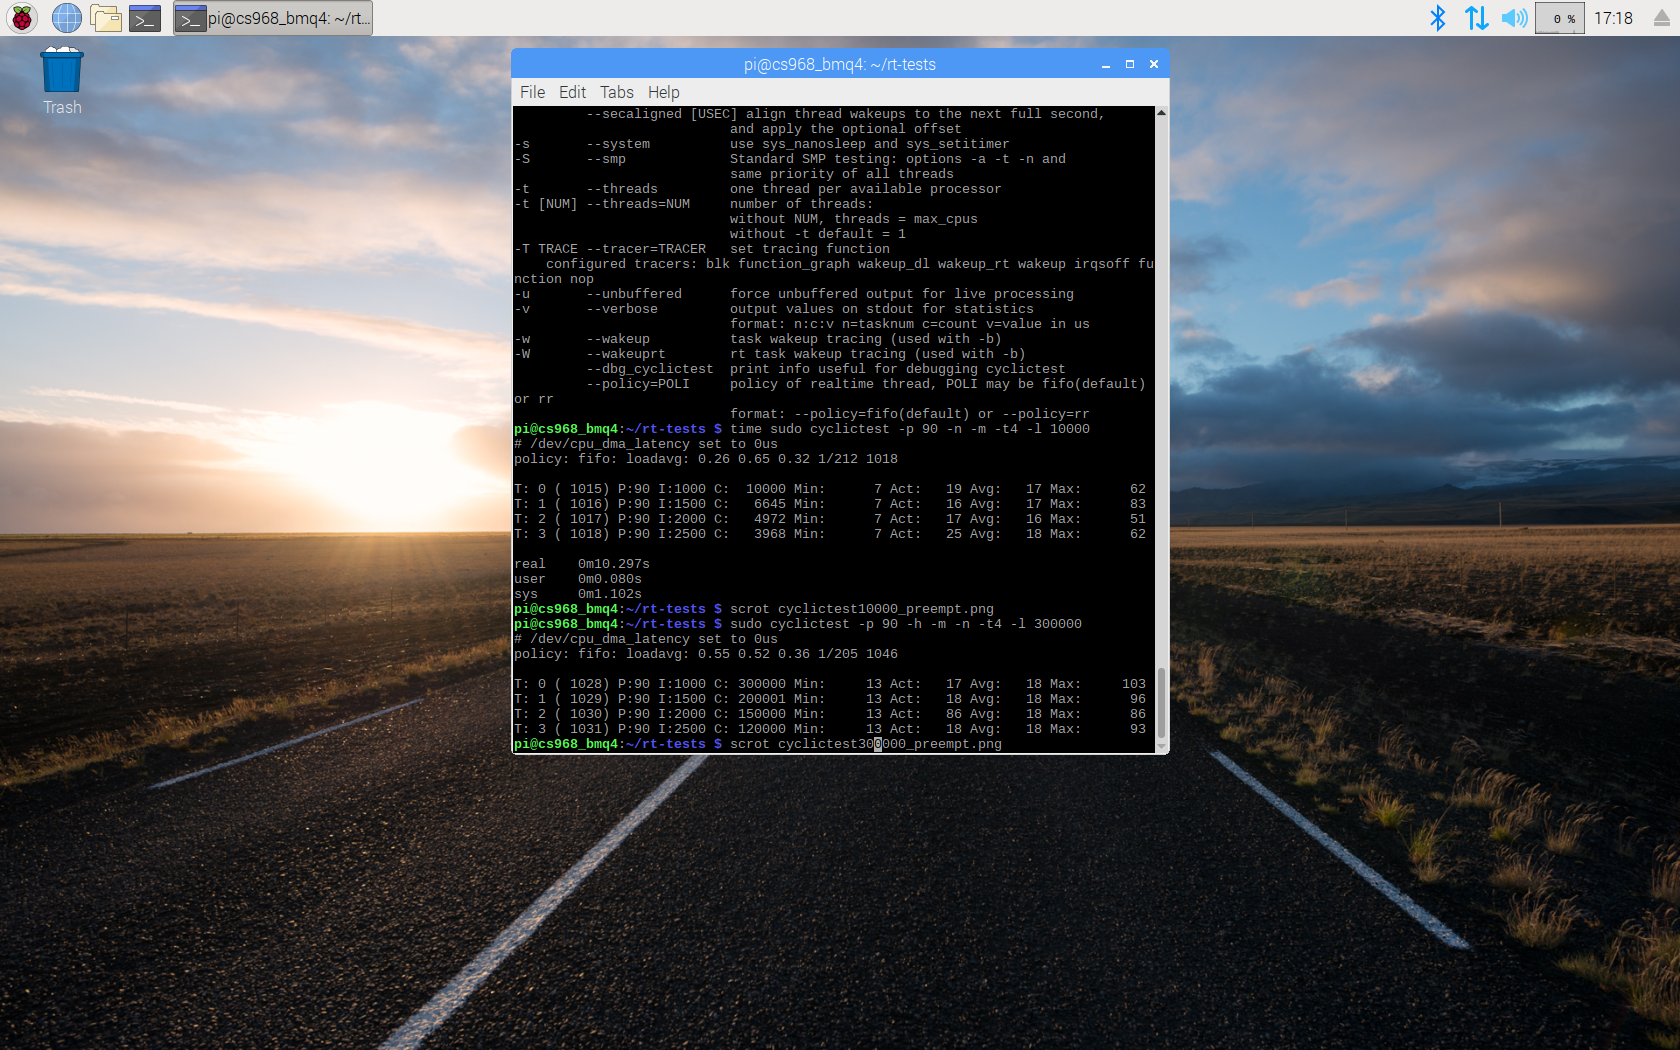 pi@cs968_bmq4: ~/rt...
0 %
17:18
Trash
pi@cs968_bmq4: ~/rt-tests
File Edit Tabs Help
         --secaligned [USEC] align thread wakeups to the next full second,
                           and apply the optional offset
-s       --system          use sys_nanosleep and sys_setitimer
-S       --smp             Standard SMP testing: options -a -t -n and
                           same priority of all threads
-t       --threads         one thread per available processor
-t [NUM] --threads=NUM     number of threads:
                           without NUM, threads = max_cpus
                           without -t default = 1
-T TRACE --tracer=TRACER   set tracing function
    configured tracers: blk function_graph wakeup_dl wakeup_rt wakeup irqsoff fu
nction nop
-u       --unbuffered      force unbuffered output for live processing
-v       --verbose         output values on stdout for statistics
                           format: n:c:v n=tasknum c=count v=value in us
-w       --wakeup          task wakeup tracing (used with -b)
-W       --wakeuprt        rt task wakeup tracing (used with -b)
         --dbg_cyclictest  print info useful for debugging cyclictest
         --policy=POLI     policy of realtime thread, POLI may be fifo(default)
or rr
                           format: --policy=fifo(default) or --policy=rr
pi@cs968_bmq4:~/rt-tests $ time sudo cyclictest -p 90 -n -m -t4 -l 10000
# /dev/cpu_dma_latency set to 0us
policy: fifo: loadavg: 0.26 0.65 0.32 1/212 1018
T: 0 ( 1015) P:90 I:1000 C:  10000 Min:      7 Act:   19 Avg:   17 Max:      62
T: 1 ( 1016) P:90 I:1500 C:   6645 Min:      7 Act:   16 Avg:   17 Max:      83
T: 2 ( 1017) P:90 I:2000 C:   4972 Min:      7 Act:   17 Avg:   16 Max:      51
T: 3 ( 1018) P:90 I:2500 C:   3968 Min:      7 Act:   25 Avg:   18 Max:      62
real    0m10.297s
user    0m0.080s
sys     0m1.102s
pi@cs968_bmq4:~/rt-tests $ scrot cyclictest10000_preempt.png
pi@cs968_bmq4:~/rt-tests $ sudo cyclictest -p 90 -h -m -n -t4 -l 300000
# /dev/cpu_dma_latency set to 0us
policy: fifo: loadavg: 0.55 0.52 0.36 1/205 1046
T: 0 ( 1028) P:90 I:1000 C: 300000 Min:     13 Act:   17 Avg:   18 Max:     103
T: 1 ( 1029) P:90 I:1500 C: 200001 Min:     13 Act:   18 Avg:   18 Max:      96
T: 2 ( 1030) P:90 I:2000 C: 150000 Min:     13 Act:   86 Avg:   18 Max:      86
T: 3 ( 1031) P:90 I:2500 C: 120000 Min:     13 Act:   18 Avg:   18 Max:      93
pi@cs968_bmq4:~/rt-tests $ scrot cyclictest300000_preempt.png